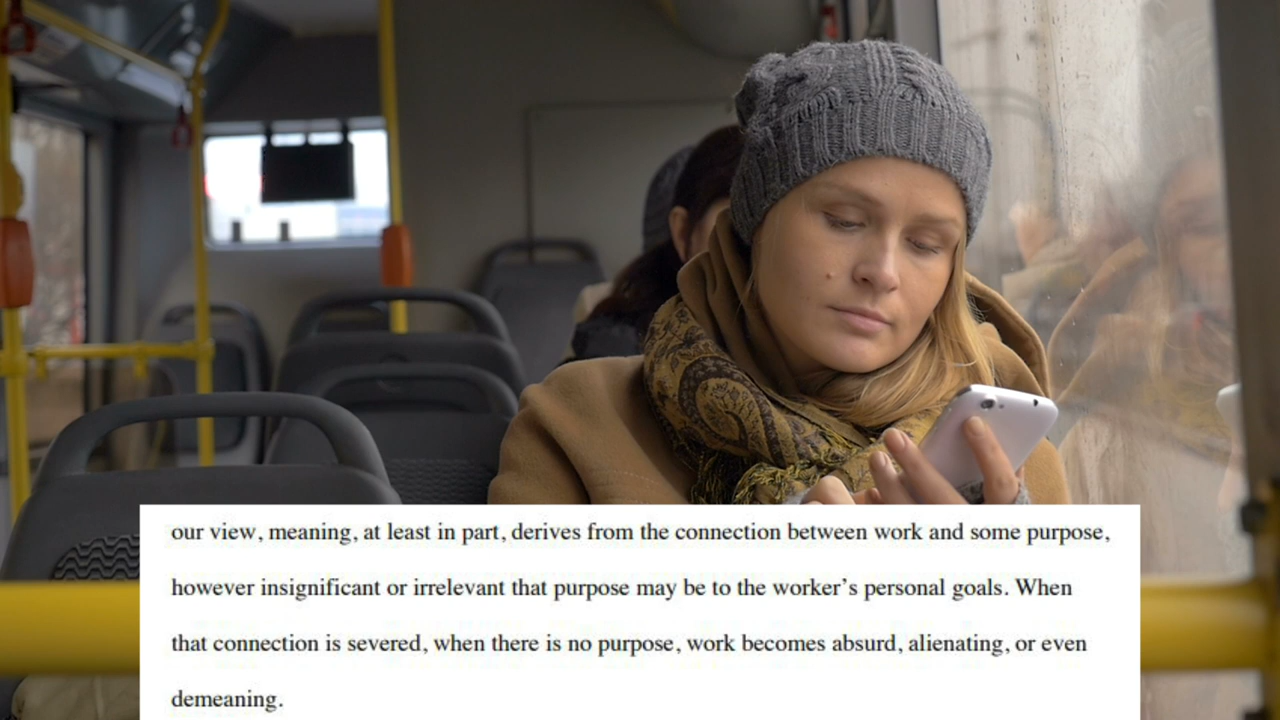 our view, meaning, at least in part, derives from the connection between work and some purpose,
however insignificant or irrelevant that purpose may be to the worker’s personal goals. When
that connection is severed, when there is no purpose, work becomes absurd, alienating, or even
demeaning.